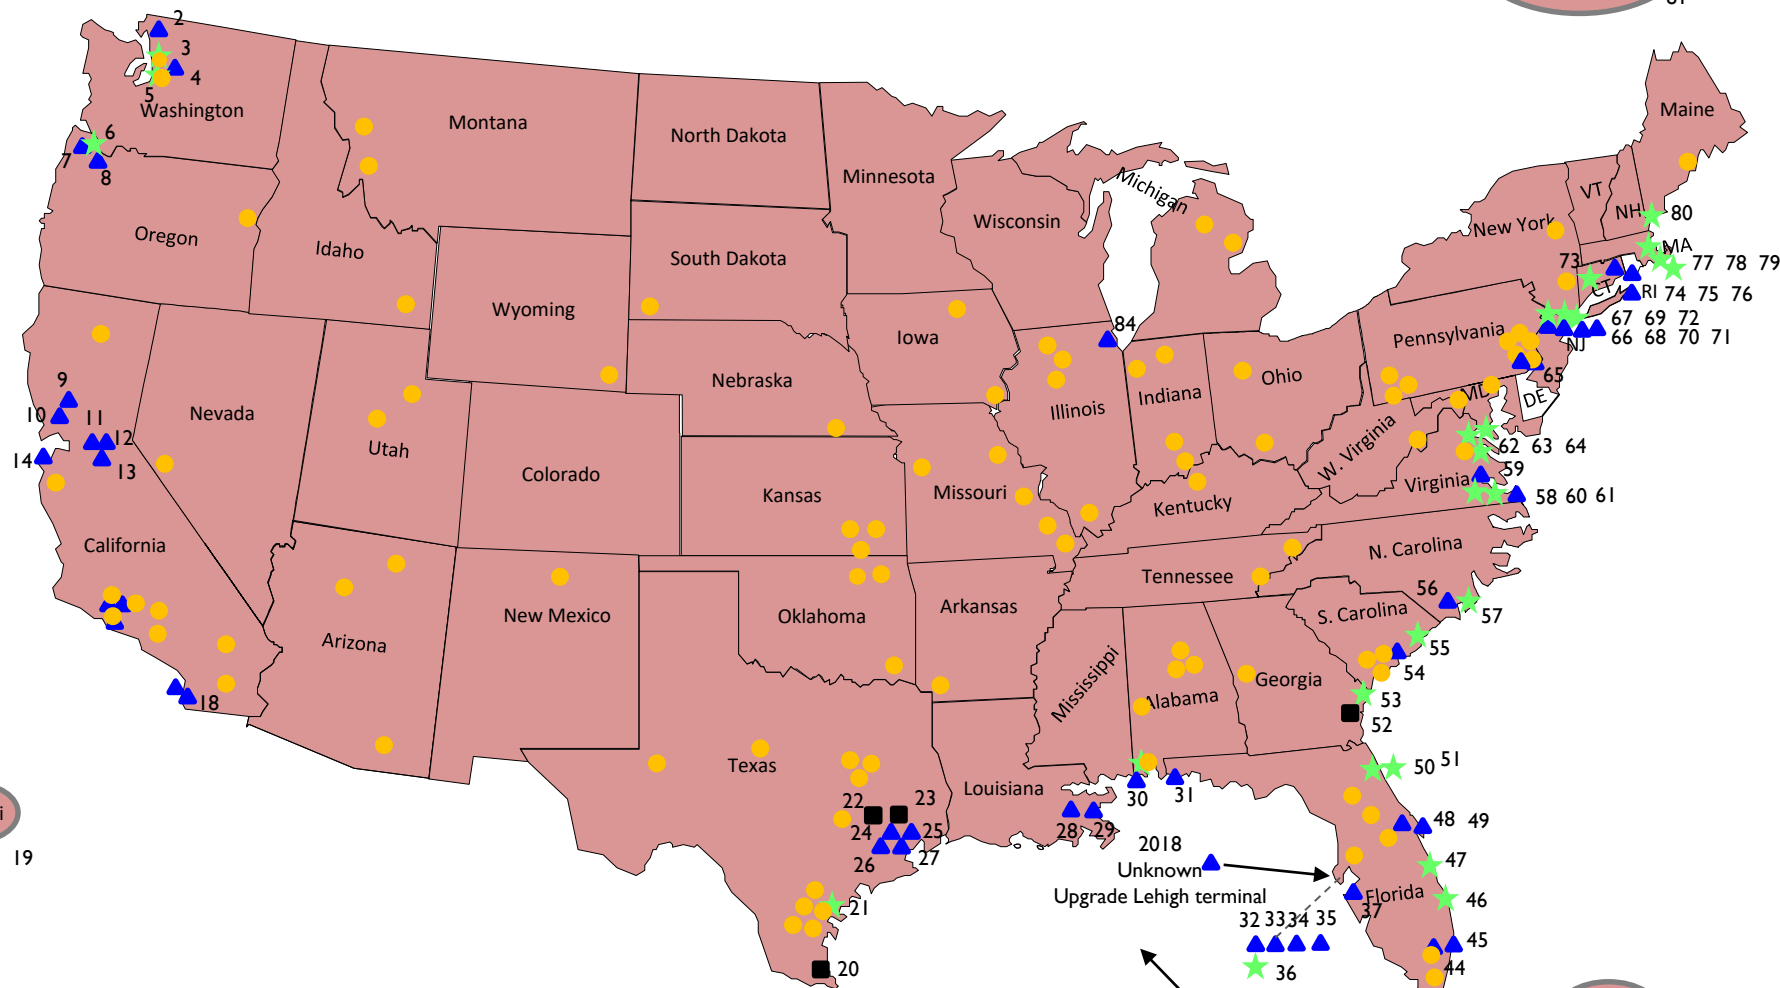 81
2
3
4
5
Washington
6
7
8
Montana
North Dakota
Minnesota
Michigan
Maine
VT
NH
80
New York
MA
77 78 79
73
CT
RI 74 75 76
67 69 72
66 68 70 71
NJ
Pennsylvania
65
Oregon
Idaho
Wisconsin
South Dakota
Wyoming
Iowa
84
Nebraska
Illinois
Indiana
Ohio
MD
DE
W. Virginia
62 63 64
59
Virginia
58 60 61
9
10
11
12
13
14
Nevada
Utah
Colorado
Kansas
Missouri
Kentucky
California
N. Carolina
Tennessee
56
57
S. Carolina
55
54
53
52
Arizona
New Mexico
Oklahoma
Arkansas
Mississippi
Alabama
Georgia
18
Texas
Louisiana
50 51
30
31
22
23
24
25
26
27
28 29
48 49
47
46
i
19
2018
Unknown
Upgrade Lehigh terminal
Florida
37
32 33 34 35
36
45
44
21
20